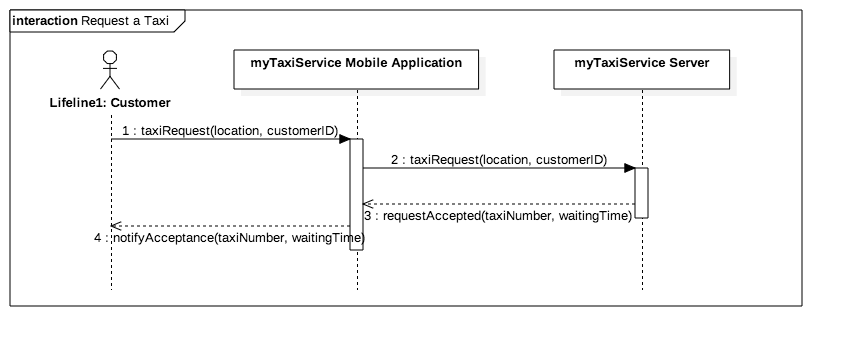 interaction Request a Taxi
myTaxiService Mobile Application
myTaxiService Server
Lifeline1: Customer
1 : taxiRequest(location, customerID)
2 : taxiRequest(location, customerID)
3 : requestAccepted(taxiNumber, waitingTime)
4 : notifyAcceptance(taxiNumber, waitingTime)